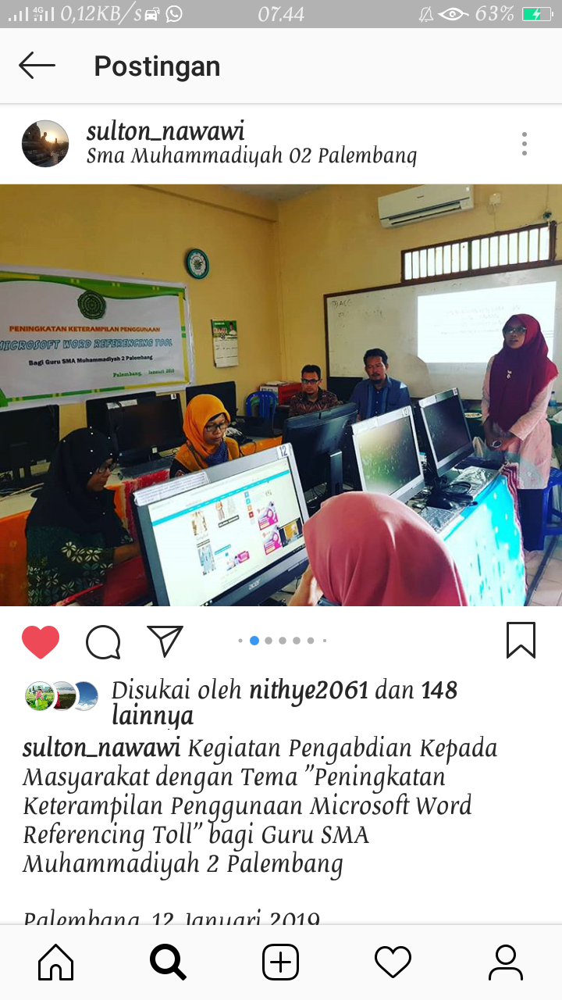 4G 0,12KB/s 07.44 63%
Postingan
sulton_nawawi
Sma Muhammadiyah 02 Palembang
PENINGKATAN KETERAMPILAN PENGGUNAAN
MICROSOFT WORD REFERENCING TOOL
Bagi Guru SMA Muhammadiyah 2 Palembang
Palembang, Januari 2019
12
acer
Disukai oleh nithye2061 dan 148
lainnya
sulton_nawawi Kegiatan Pengabdian Kepada
Masyarakat dengan Tema "Peningkatan
Keterampilan Penggunaan Microsoft Word
Referencing Toll" bagi Guru SMA
Muhammadiyah 2 Palembang
Palembang, 12 Januari 2019